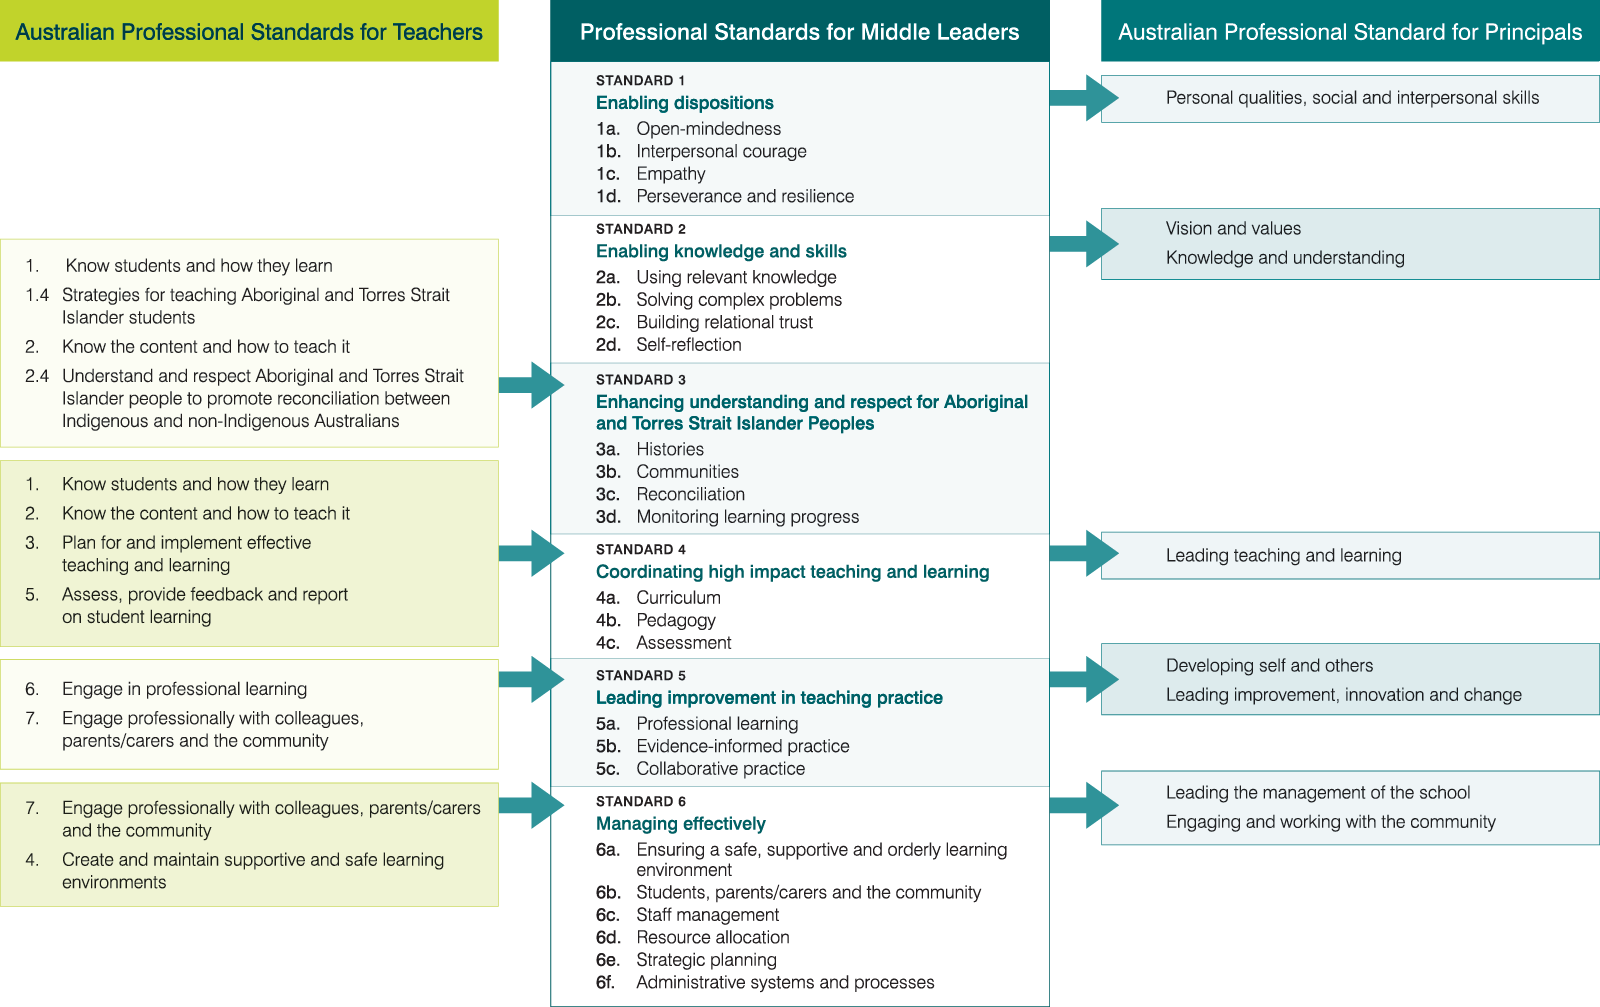 Australian Professional Standards for Teachers
1. Know students and how they learn
1.4 Strategies for teaching Aboriginal and Torres Strait
Islander students
2. Know the content and how to teach it
2.4 Understand and respect Aboriginal and Torres Strait
Islander people to promote reconciliation between
Indigenous and non-Indigenous Australians
1. Know students and how they learn
2. Know the content and how to teach it
3. Plan for and implement effective
teaching and learning
5. Assess, provide feedback and report
on student learning
6. Engage in professional learning
7. Engage professionally with colleagues,
parents/carers and the community
7. Engage professionally with colleagues, parents/carers
and the community
4. Create and maintain supportive and safe learning
environments
Professional Standards for Middle Leaders
STANDARD 1
Enabling dispositions
1a. Open-mindedness
1b. Interpersonal courage
1c. Empathy
1d. Perseverance and resilience
STANDARD 2
Enabling knowledge and skills
2a. Using relevant knowledge
2b. Solving complex problems
2c. Building relational trust
2d. Self-reflection
STANDARD 3
Enhancing understanding and respect for Aboriginal
and Torres Strait Islander Peoples
3a. Histories
3b. Communities
3c. Reconciliation
3d. Monitoring learning progress
STANDARD 4
Coordinating high impact teaching and learning
4a. Curriculum
4b. Pedagogy
4c. Assessment
STANDARD 5
Leading improvement in teaching practice
5a. Professional learning
5b. Evidence-informed practice
5c. Collaborative practice
STANDARD 6
Managing effectively
6a. Ensuring a safe, supportive and orderly learning
environment
6b. Students, parents/carers and the community
6c. Staff management
6d. Resource allocation
6e. Strategic planning
6f. Administrative systems and processes
Australian Professional Standard for Principals
Personal qualities, social and interpersonal skills
Vision and values
Knowledge and understanding
Leading teaching and learning
Developing self and others
Leading improvement, innovation and change
Leading the management of the school
Engaging and working with the community